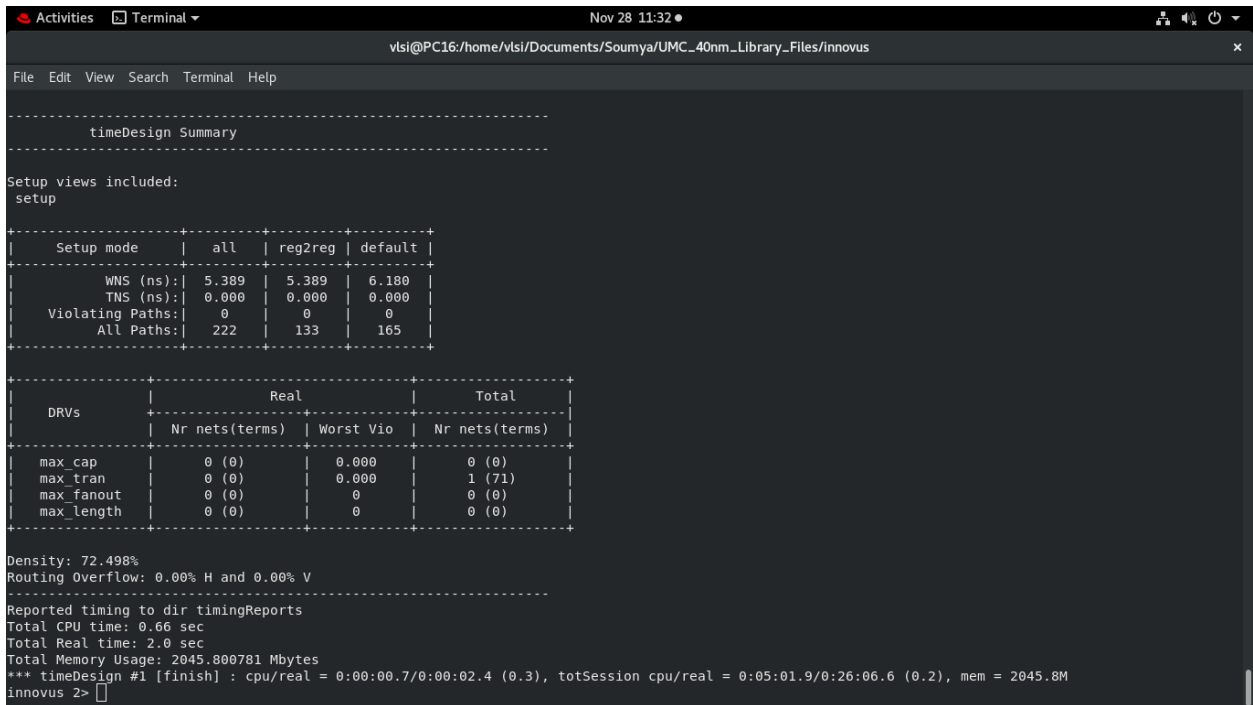 Activities Terminal Nov 28 11:32
vlsi@PC16:/home/vlsi/Documents/Soumya/UMC_40nm_Library_Files/innovus ×
File Edit View Search Terminal Help
------------------------------------------------------------------
          timeDesign Summary
------------------------------------------------------------------
Setup views included:
 setup
+--------------------+---------+---------+---------+
|     Setup mode     |   all   | reg2reg | default |
+--------------------+---------+---------+---------+
|           WNS (ns):|  5.389  |  5.389  |  6.180  |
|           TNS (ns):|  0.000  |  0.000  |  0.000  |
|    Violating Paths:|    0    |    0    |    0    |
|          All Paths:|   222   |   133   |   165   |
+--------------------+---------+---------+---------+
+----------------+-------------------------------+------------------+
|                |              Real             |       Total      |
|    DRVs        +------------------+------------+------------------|
|                |  Nr nets(terms)  | Worst Vio  |  Nr nets(terms)  |
+----------------+------------------+------------+------------------+
|   max_cap      |      0 (0)       |   0.000    |      0 (0)       |
|   max_tran     |      0 (0)       |   0.000    |      1 (71)      |
|   max_fanout   |      0 (0)       |     0      |      0 (0)       |
|   max_length   |      0 (0)       |     0      |      0 (0)       |
+----------------+------------------+------------+------------------+
Density: 72.498%
Routing Overflow: 0.00% H and 0.00% V
------------------------------------------------------------------
Reported timing to dir timingReports
Total CPU time: 0.66 sec
Total Real time: 2.0 sec
Total Memory Usage: 2045.800781 Mbytes
*** timeDesign #1 [finish] : cpu/real = 0:00:00.7/0:00:02.4 (0.3), totSession cpu/real = 0:05:01.9/0:26:06.6 (0.2), mem = 2045.8M
innovus 2>